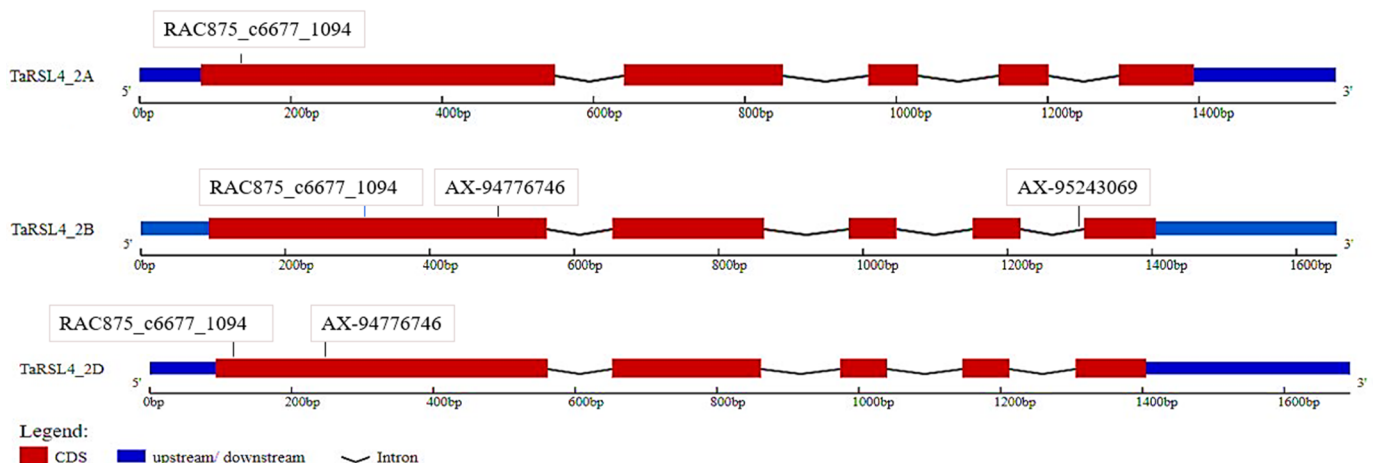 RAC875_c6677_1094
TaRSL4_2A
5' 3'
0bp 200bp 400bp 600bp 800bp 1000bp 1200bp 1400bp
RAC875_c6677_1094 AX-94776746 AX-95243069
TaRSL4_2B
5' 3'
0bp 200bp 400bp 600bp 800bp 1000bp 1200bp 1400bp 1600bp
RAC875_c6677_1094 AX-94776746
TaRSL4_2D
5' 3'
0bp 200bp 400bp 600bp 800bp 1000bp 1200bp 1400bp 1600bp
Legend:
CDS upstream/ downstream Intron